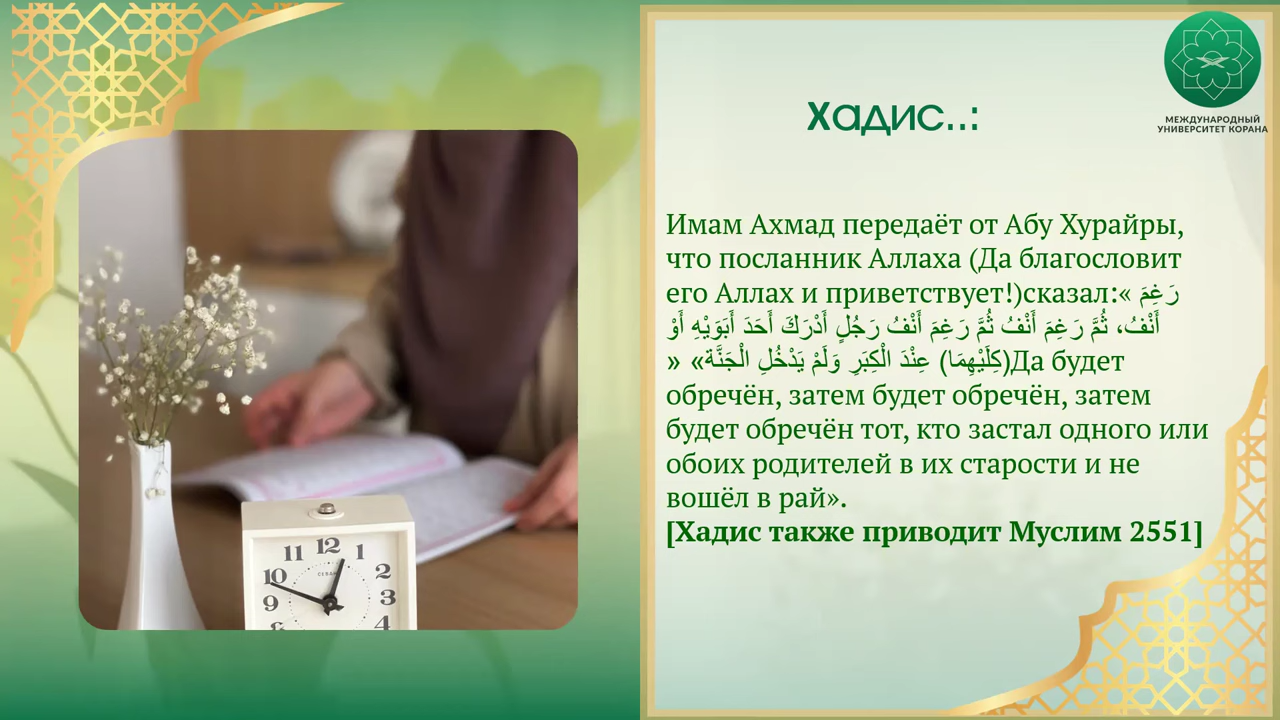 Хадис..:
МЕЖДУНАРОДНЫЙ
УНИВЕРСИТЕТ КОРАНА
Имам Ахмад передаёт от Абу Хурайры,
что посланник Аллаха (Да благословит
его Аллах и приветствует!)сказал:« رَغِمَ
أَنْفُ، ثُمَّ رَغِمَ أَنْفُ ثُمَّ رَغِمَ أَنْفُ رَجُلٍ أَدْرَكَ أَحَدَ أَبَوَيْهِ أَوْ
» «كِلَيْهِمَا) عِنْدَ الْكِبَرِ وَلَمْ يَدْخُلِ الْجَنَّة)Да будет
обречён, затем будет обречён, затем
будет обречён тот, кто застал одного или
обоих родителей в их старости и не
вошёл в рай».
[Хадис также приводит Муслим 2551]
11 12 1
10 2
9 3
8 4